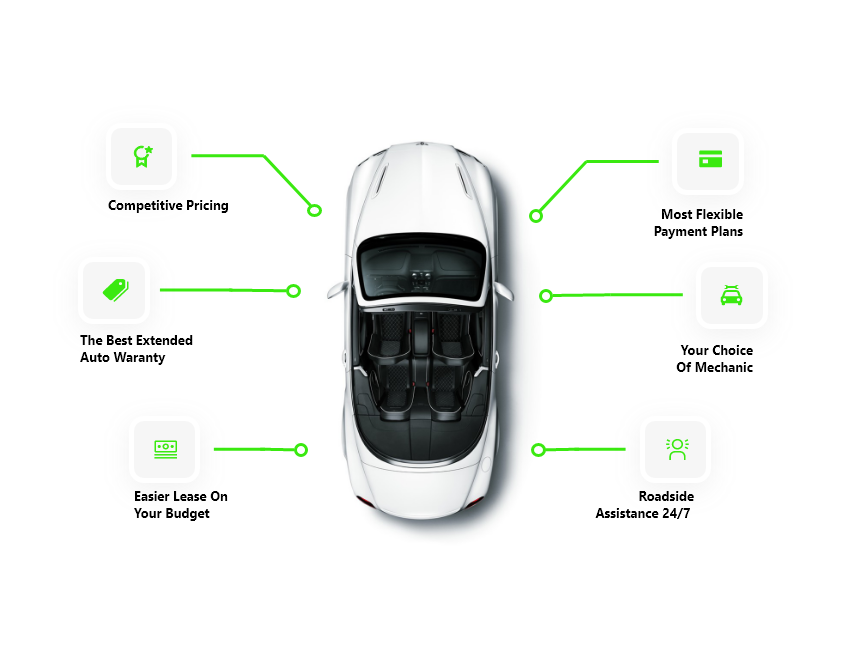 Competitive Pricing
Most Flexible
Payment Plans
The Best Extended
Auto Waranty
Your Choice
Of Mechanic
Easier Lease On
Your Budget
Roadside
Assistance 24/7